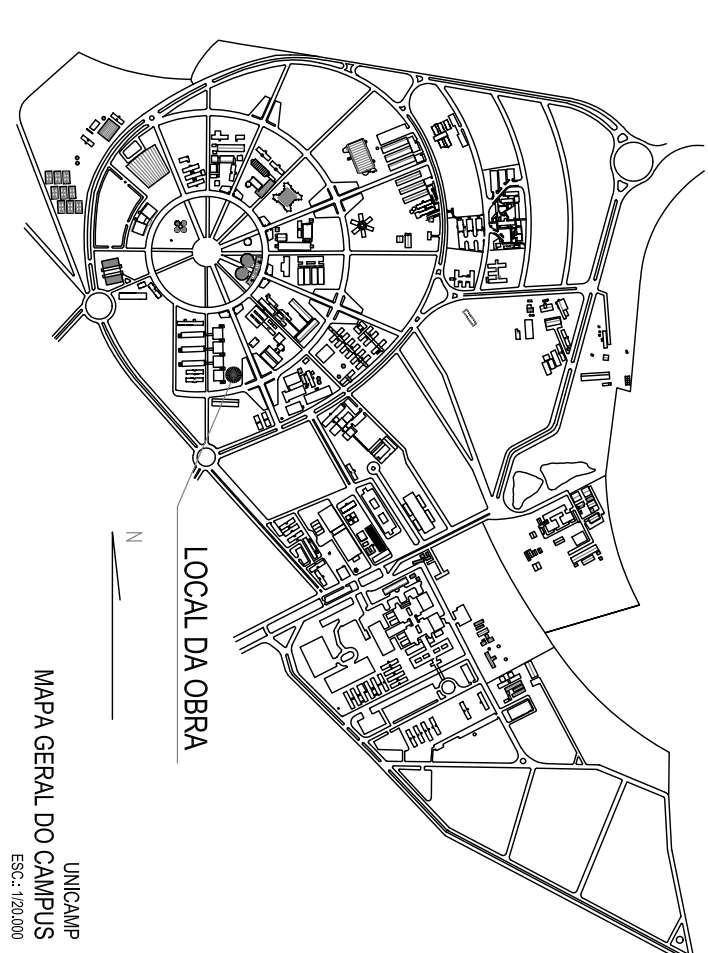 N
LOCAL DA OBRA
UNICAMP
MAPA GERAL DO CAMPUS
ESC.: 1/20.000